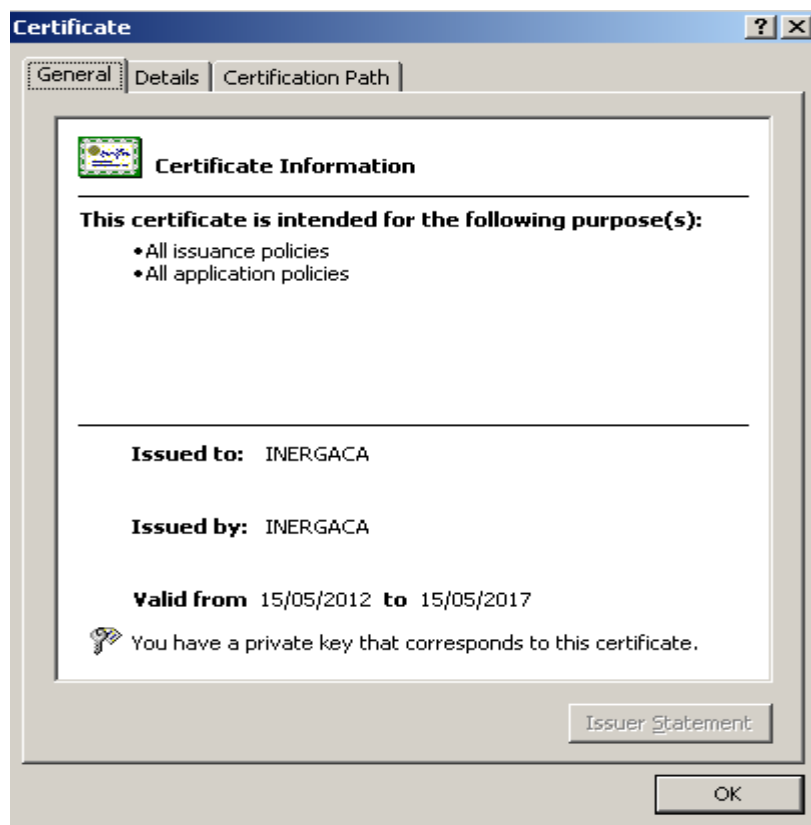 Certificate
General Details Certification Path
Certificate Information
This certificate is intended for the following purpose(s):
•All issuance policies
•All application policies
Issued to: INERGACA
Issued by: INERGACA
Valid from 15/05/2012 to 15/05/2017
You have a private key that corresponds to this certificate.
Issuer Statement
OK